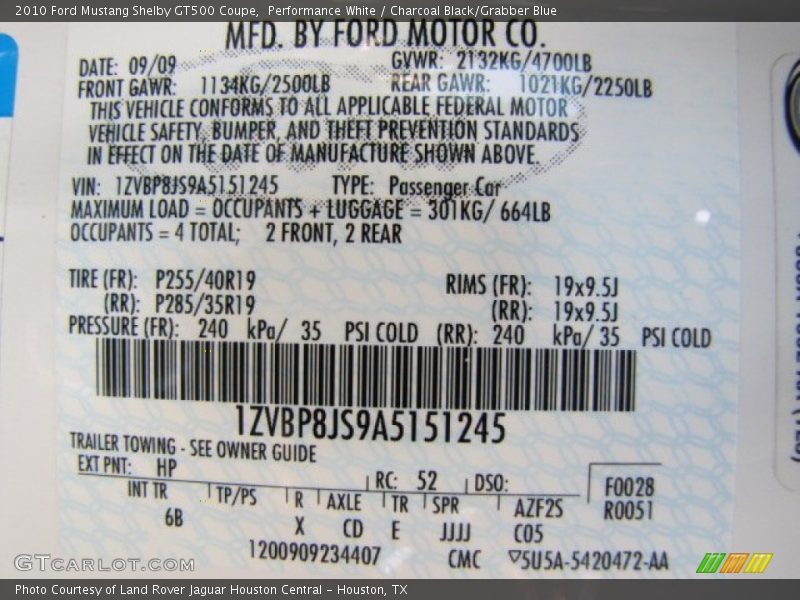 2010 Ford Mustang Shelby GT500 Coupe, Performance White / Charcoal Black/Grabber Blue
MFD. BY FORD MOTOR CO.
DATE: 09/09 GVWR: 2132KG/4700LB
FRONT GAWR: 1134KG/2500LB REAR GAWR: 1021KG/2250LB
THIS VEHICLE CONFORMS TO ALL APPLICABLE FEDERAL MOTOR
VEHICLE SAFETY, BUMPER, AND THEFT PREVENTION STANDARDS
IN EFFECT ON THE DATE OF MANUFACTURE SHOWN ABOVE.
VIN: 1ZVBP8JS9A5151245 TYPE: Passenger Car
MAXIMUM LOAD = OCCUPANTS + LUGGAGE = 301KG/ 664LB
OCCUPANTS = 4 TOTAL; 2 FRONT, 2 REAR
TIRE (FR): P255/40R19 RIMS (FR): 19x9.5J
(RR): P285/35R19 (RR): 19x9.5J
PRESSURE (FR): 240 kPa/ 35 PSI COLD (RR): 240 kPa/ 35 PSI COLD
1ZVBP8JS9A5151245
TRAILER TOWING - SEE OWNER GUIDE
EXT PNT: HP RC: 52 DSO: F0028
INT TR TP/PS R AXLE TR SPR AZF2S R0051
6B X CD E JJJJ C05
1200909234407 CMC 5U5A-5420472-AA
GTCARLOT.COM
Photo Courtesy of Land Rover Jaguar Houston Central - Houston, TX